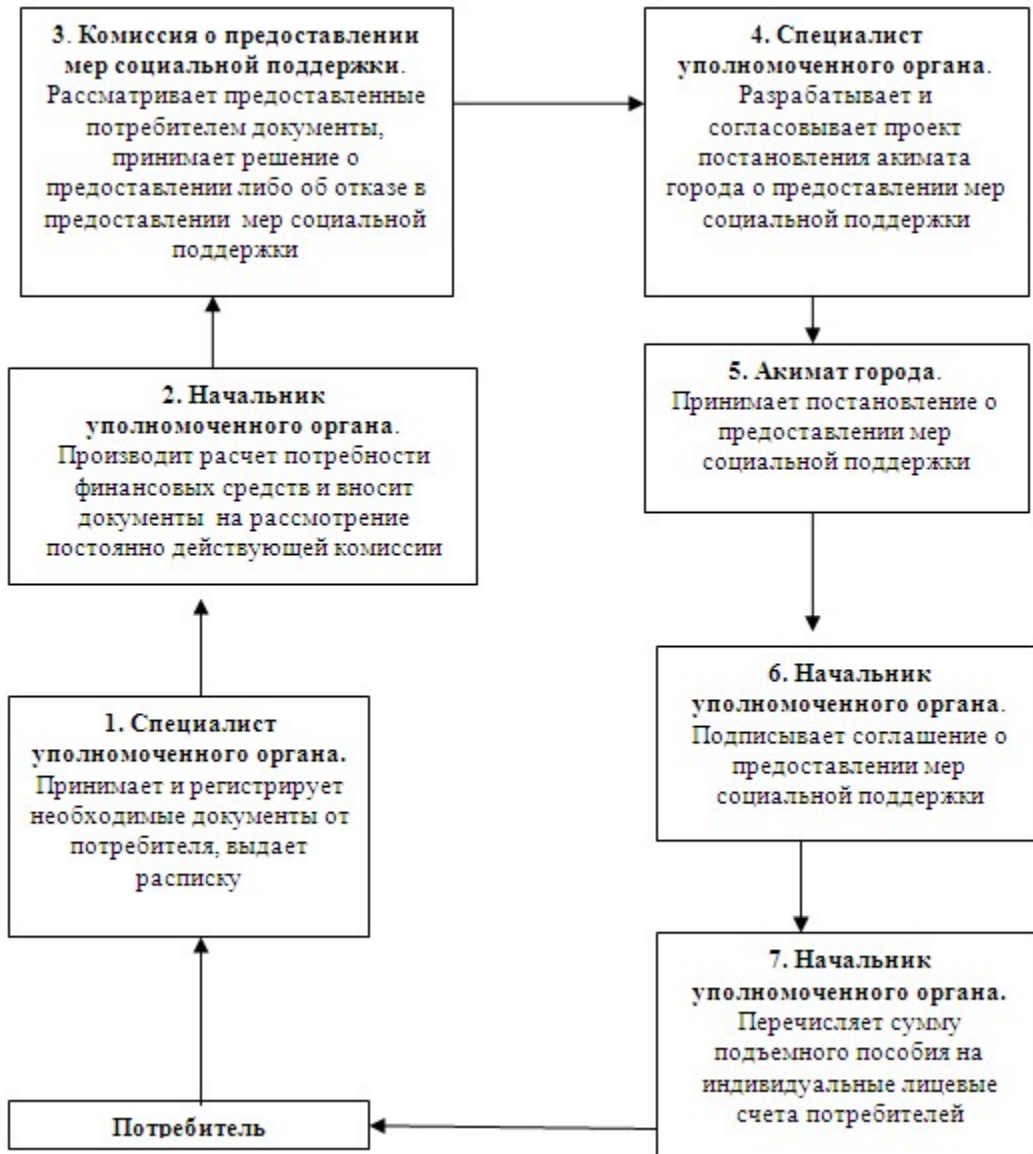 3. Комиссия о предоставлении
мер социальной поддержки.
Рассматривает предоставленные
потребителем документы,
принимает решение о
предоставлении либо об отказе в
предоставлении мер социальной
поддержки
4. Специалист
уполномоченного органа.
Разрабатывает и
согласовывает проект
постановления акимата
города о предоставлении мер
социальной поддержки
2. Начальник
уполномоченного органа.
Производит расчет потребности
финансовых средств и вносит
документы на рассмотрение
постоянно действующей комиссии
5. Акимат города.
Принимает постановление о
предоставлении мер
социальной поддержки
1. Специалист
уполномоченного органа.
Принимает и регистрирует
необходимые документы от
потребителя, выдает
расписку
6. Начальник
уполномоченного органа.
Подписывает соглашение о
предоставлении мер
социальной поддержки
7. Начальник
уполномоченного органа.
Перечисляет сумму
подъемного пособия на
индивидуальные лицевые
счета потребителей
Потребитель